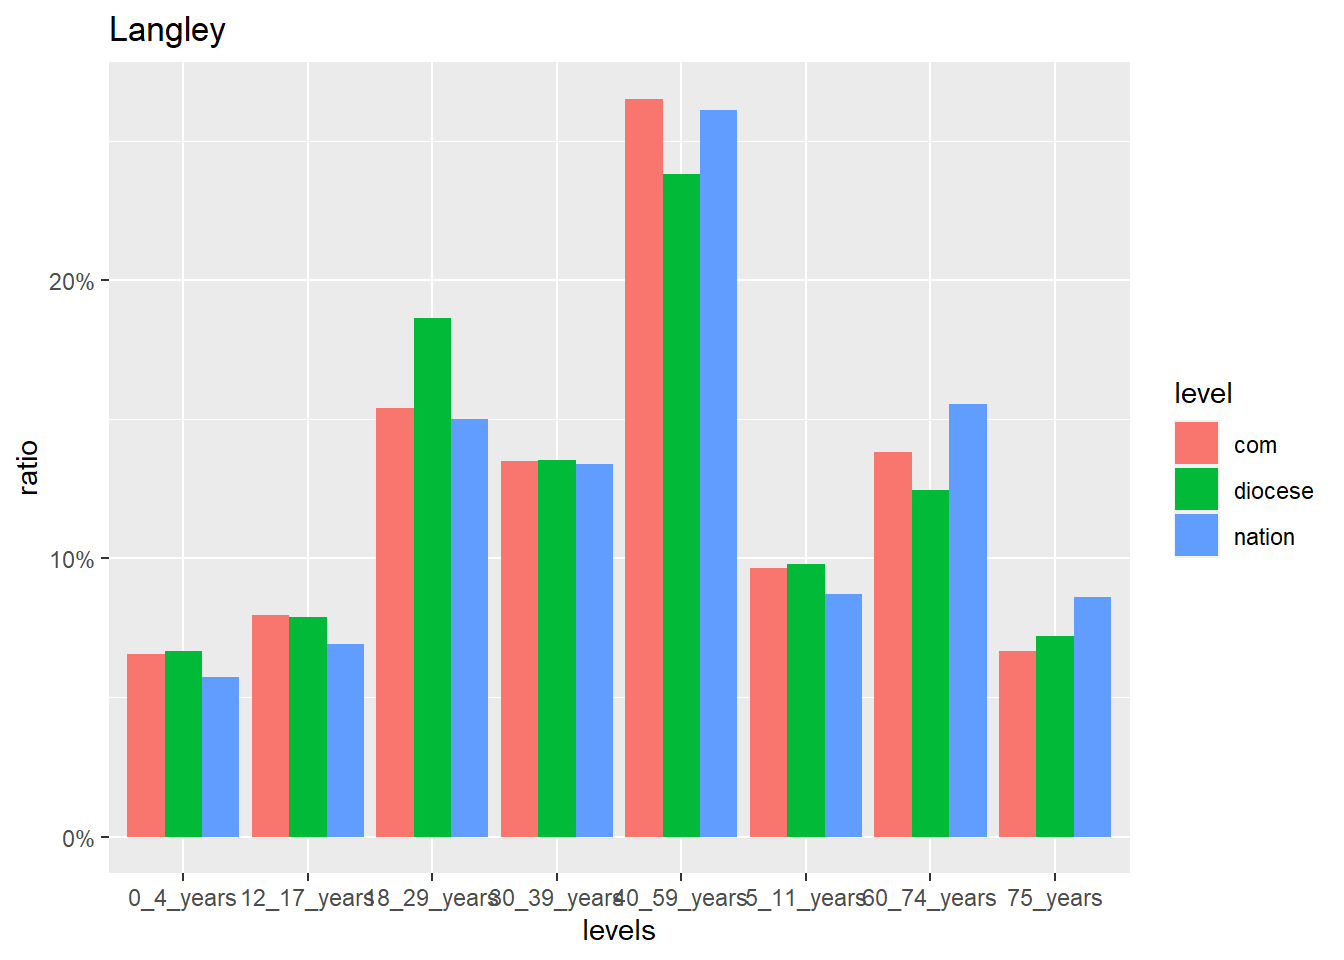 Langley
ratio
20%
10%
0%
0_4_years 12_17_years 18_29_years 30_39_years 40_59_years 5_11_years 60_74_years 75_years
levels
level
com
diocese
nation